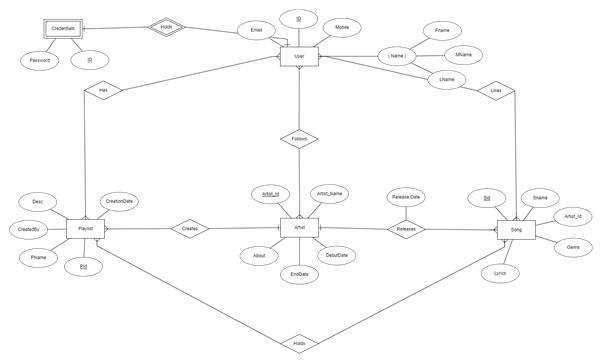 ID
Credentials
Holds
Email
Mobile
Fname
User
( Name )
MName
Password
ID
LName
Has
Likes
Follows
Desc
CreationDate
Artist_Id
Artist_Name
Release Date
Sid
Sname
Artist_Id
CreatedBy
Playlist
Created
Artist
Releases
Song
Genre
PName
Pid
About
DebutDate
EndDate
Lyrics
Holds